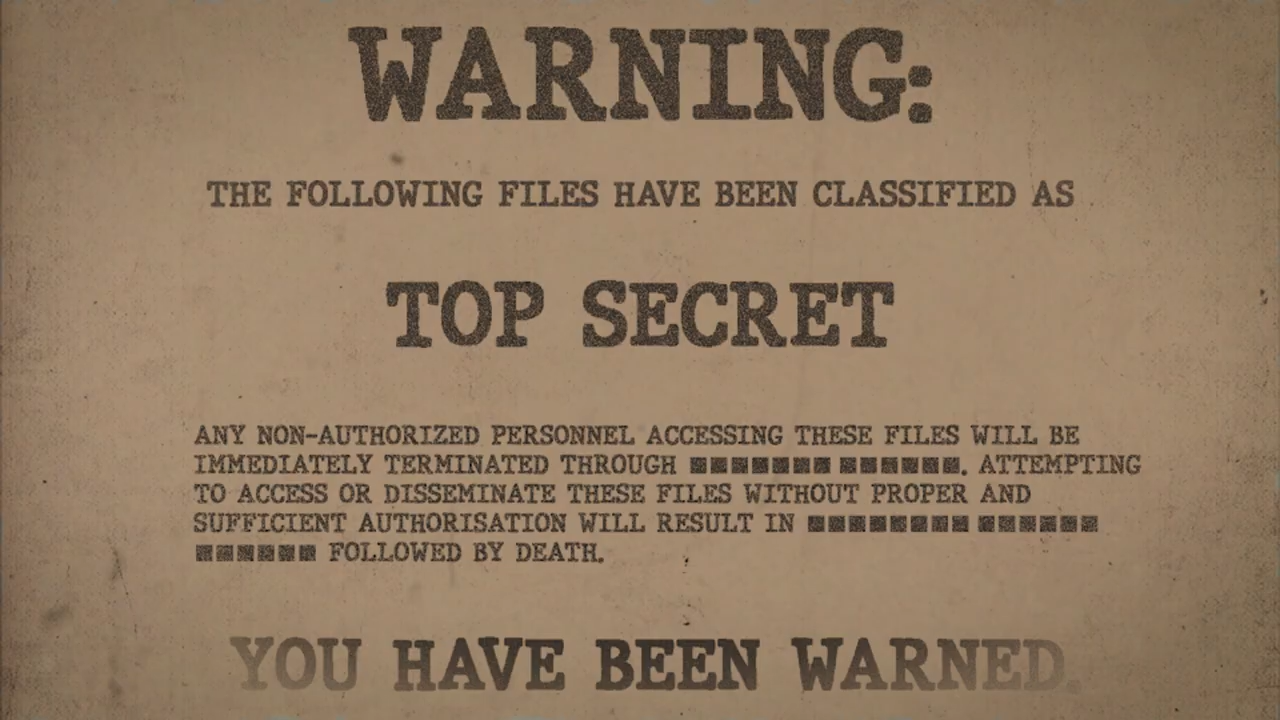 WARNING:
THE FOLLOWING FILES HAVE BEEN CLASSIFIED AS
TOP SECRET
ANY NON-AUTHORIZED PERSONNEL ACCESSING THESE FILES WILL BE
IMMEDIATELY TERMINATED THROUGH ■■■■■■■ ■■■■■■. ATTEMPTING
TO ACCESS OR DISSEMINATE THESE FILES WITHOUT PROPER AND
SUFFICIENT AUTHORISATION WILL RESULT IN ■■■■■■■■ ■■■■■■
■■■■■■ FOLLOWED BY DEATH.
YOU HAVE BEEN WARNED.